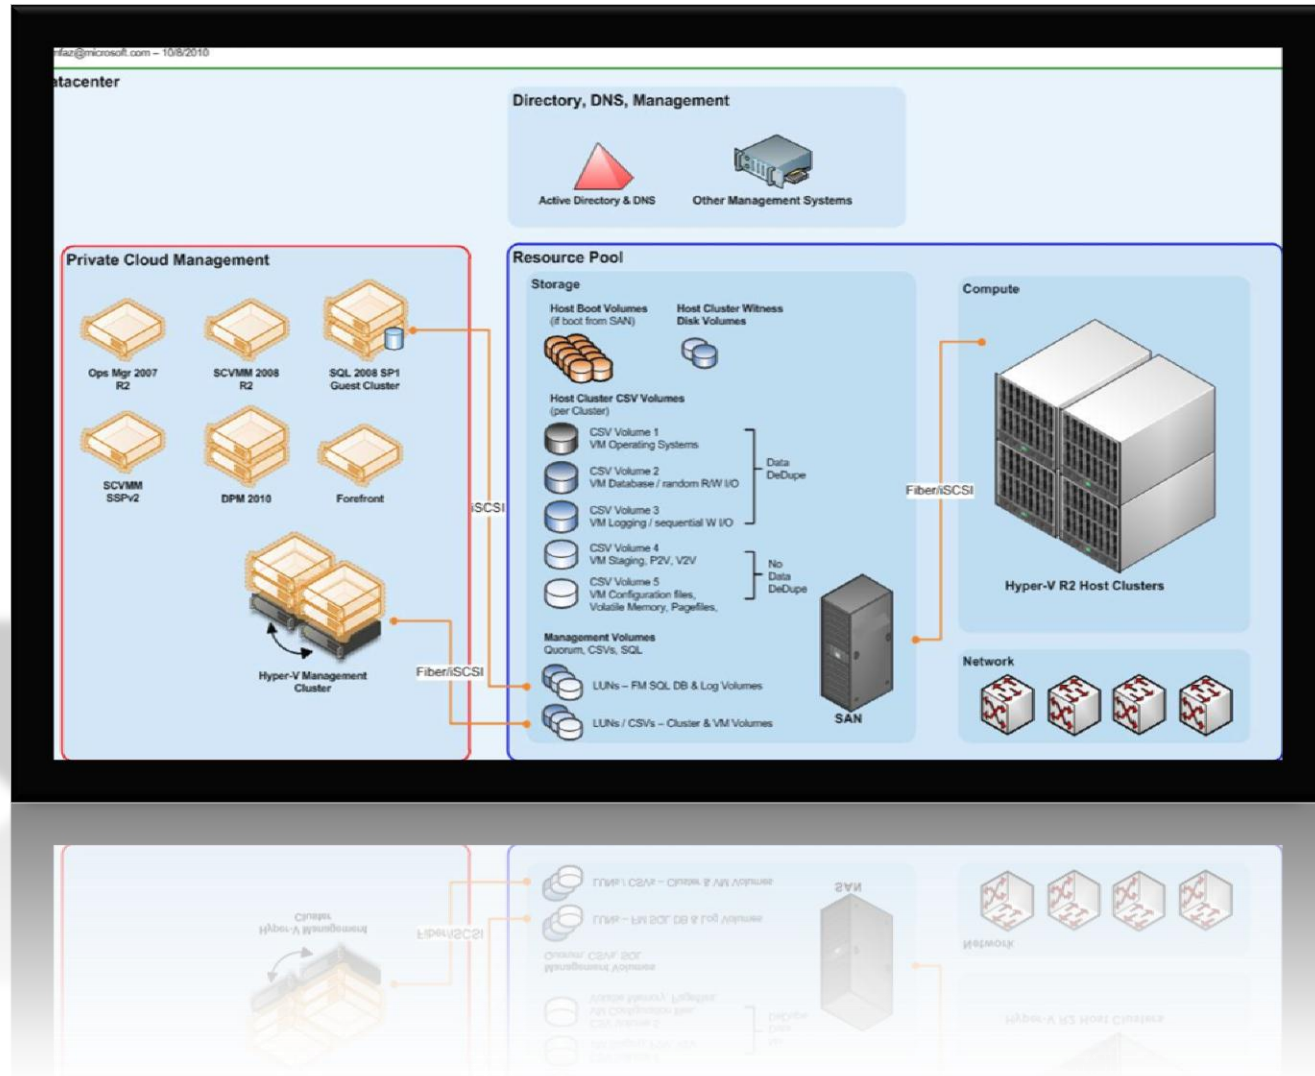 mfaz@microsoft.com – 10/8/2010
atacenter
Directory, DNS, Management
Active Directory & DNS
Other Management Systems
Private Cloud Management
Ops Mgr 2007
R2
SCVMM 2008
R2
SQL 2008 SP1
Guest Cluster
SCVMM
SSPv2
DPM 2010
Forefront
Hyper-V Management
Cluster
iSCSI
Fiber/iSCSI
Resource Pool
Storage
Host Boot Volumes
(if boot from SAN)
Host Cluster Witness
Disk Volumes
Host Cluster CSV Volumes
(per Cluster)
CSV Volume 1
VM Operating Systems
CSV Volume 2
VM Database / random R/W I/O
CSV Volume 3
VM Logging / sequential W I/O
Data
DeDupe
CSV Volume 4
VM Staging, P2V, V2V
CSV Volume 5
VM Configuration files,
Volatile Memory, Pagefiles,
No
Data
DeDupe
Management Volumes
Quorum, CSVs, SQL
LUNs – FM SQL DB & Log Volumes
LUNs / CSVs – Cluster & VM Volumes
SAN
Fiber/iSCSI
Compute
Hyper-V R2 Host Clusters
Network